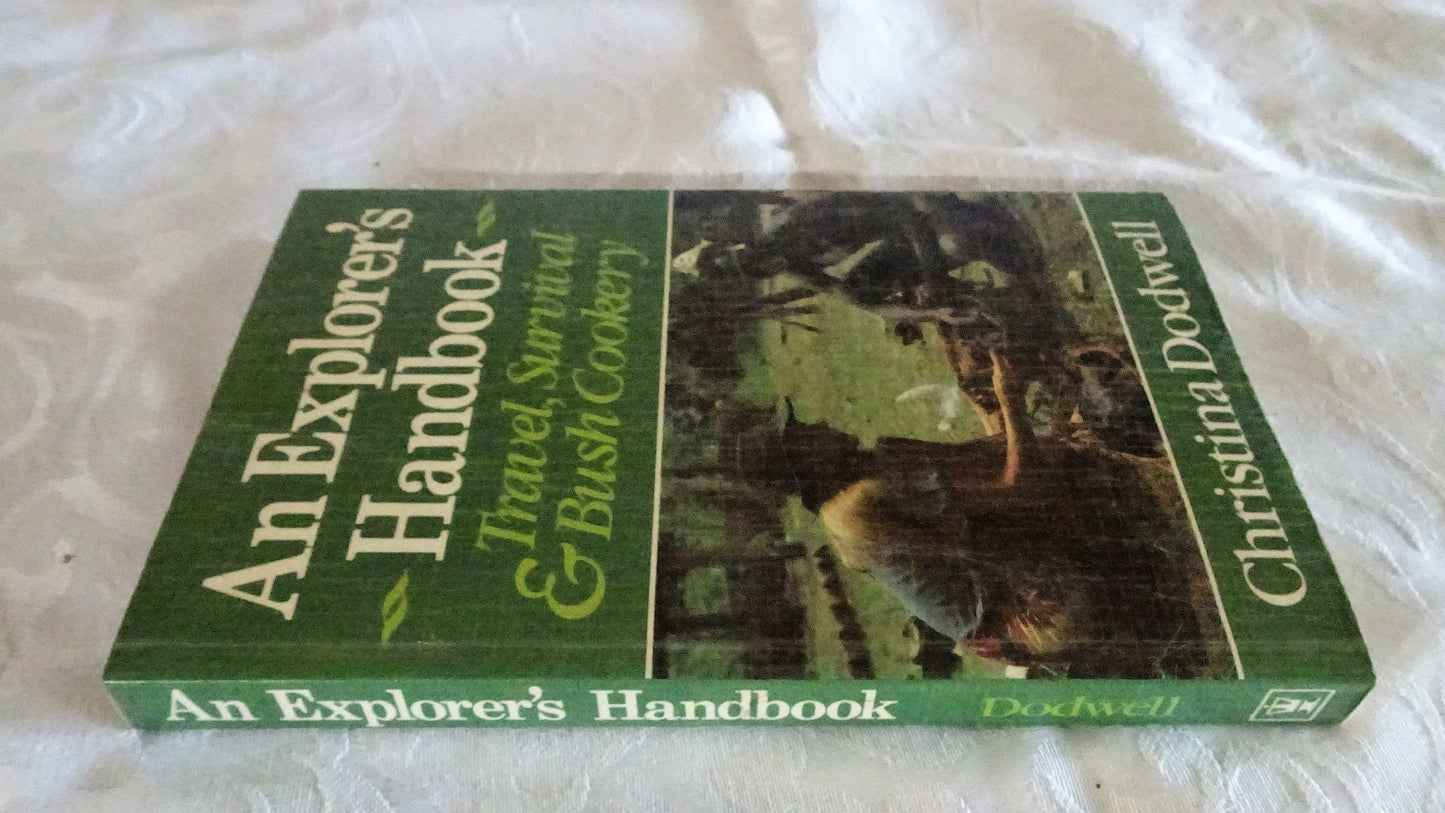 An Explorer's
Handbook
Travel, Survival
& Bush Cookery
Christina Dodwell
An Explorer's Handbook Dodwell